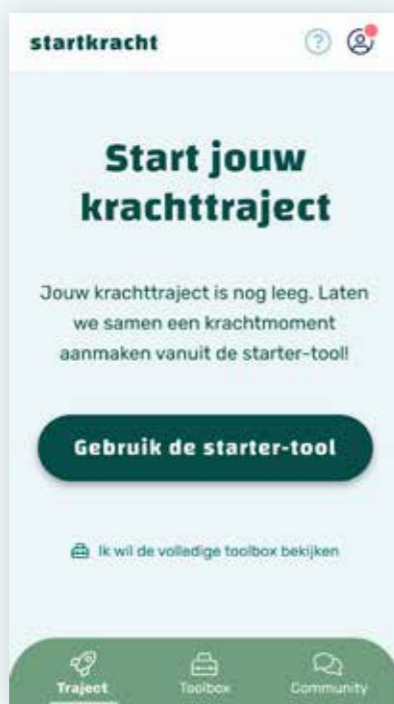 startkracht
?
Start jouw
krachttraject
Jouw krachttraject is nog leeg. Laten
we samen een krachtmoment
aanmaken vanuit de starter-tool!
Gebruik de starter-tool
Ik wil de volledige toolbox bekijken
Traject Toolbox Community